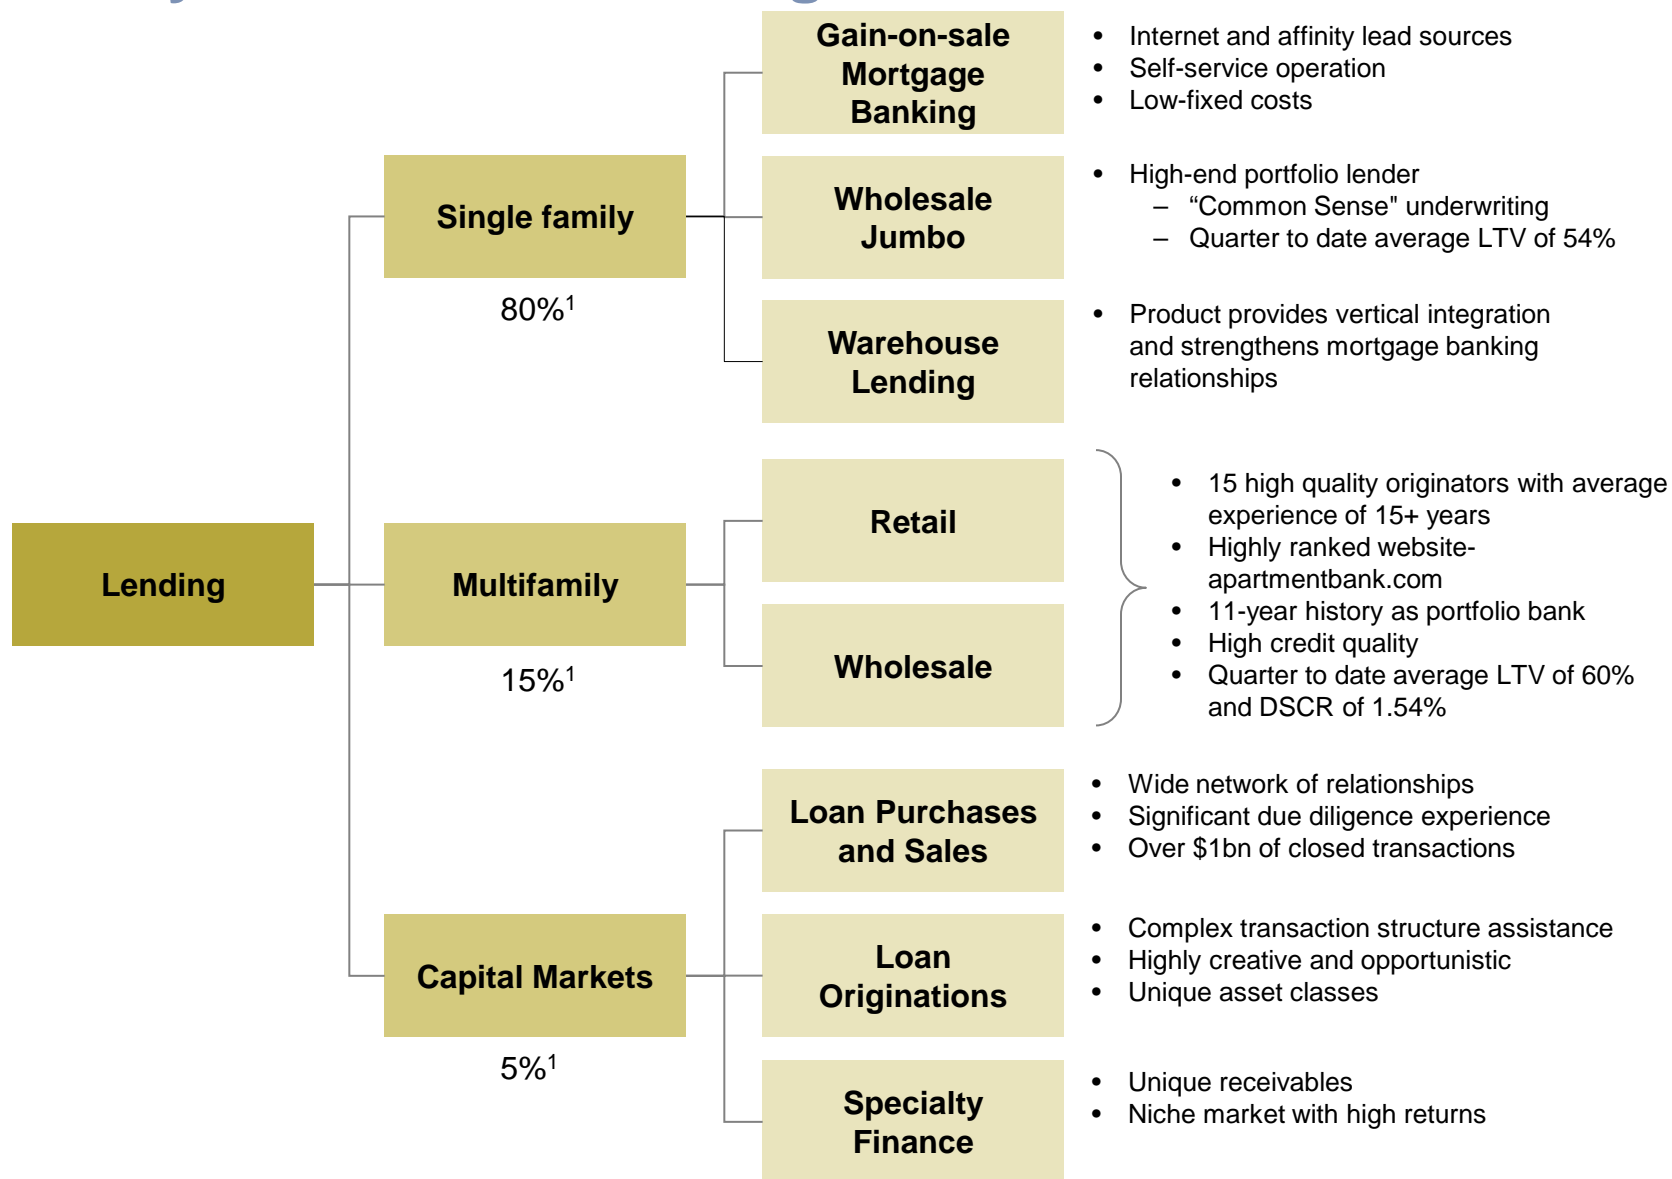 Gain-on-sale
Mortgage
Banking
• Internet and affinity lead sources
• Self-service operation
• Low-fixed costs
Single family
80%1
Wholesale
Jumbo
• High-end portfolio lender
– “Common Sense" underwriting
– Quarter to date average LTV of 54%
Warehouse
Lending
• Product provides vertical integration
and strengthens mortgage banking
relationships
Lending
Multifamily
15%1
Retail
Wholesale
• 15 high quality originators with average
experience of 15+ years
• Highly ranked website-
apartmentbank.com
• 11-year history as portfolio bank
• High credit quality
• Quarter to date average LTV of 60%
and DSCR of 1.54%
Capital Markets
5%1
Loan Purchases
and Sales
• Wide network of relationships
• Significant due diligence experience
• Over $1bn of closed transactions
Loan
Originations
• Complex transaction structure assistance
• Highly creative and opportunistic
• Unique asset classes
Specialty
Finance
• Unique receivables
• Niche market with high returns